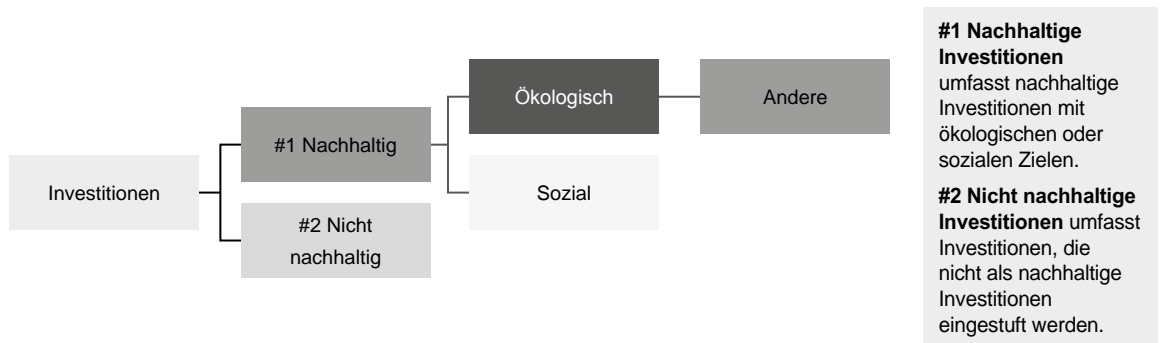 Investitionen
#1 Nachhaltig
#2 Nicht
nachhaltig
Ökologisch
Sozial
Andere
#1 Nachhaltige
Investitionen
umfasst nachhaltige
Investitionen mit
ökologischen oder
sozialen Zielen.
#2 Nicht nachhaltige
Investitionen umfasst
Investitionen, die
nicht als nachhaltige
Investitionen
eingestuft werden.